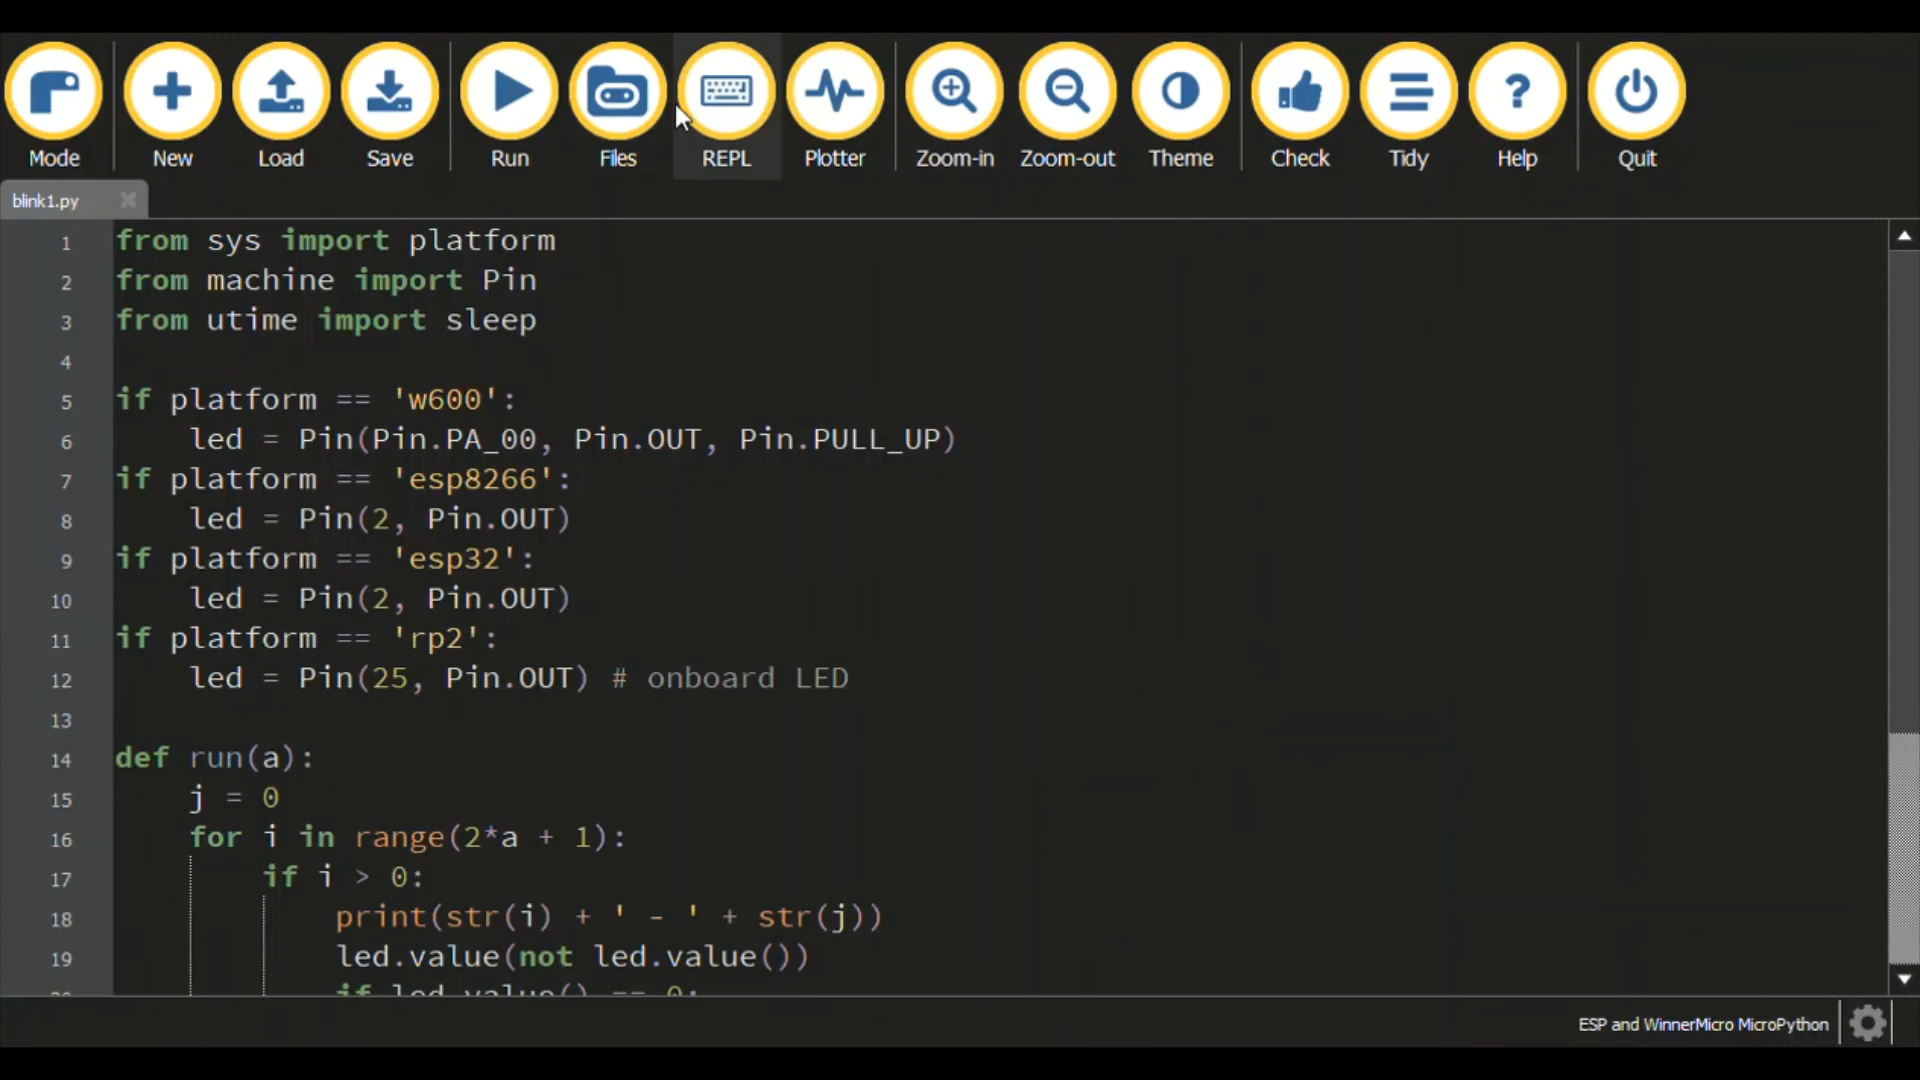 Mode New Load Save Run Files REPL Plotter Zoom-in Zoom-out Theme Check Tidy Help Quit
blink1.py
1 from sys import platform
2 from machine import Pin
3 from utime import sleep
4
5 if platform == 'w600':
6 led = Pin(Pin.PA_00, Pin.OUT, Pin.PULL_UP)
7 if platform == 'esp8266':
8 led = Pin(2, Pin.OUT)
9 if platform == 'esp32':
10 led = Pin(2, Pin.OUT)
11 if platform == 'rp2':
12 led = Pin(25, Pin.OUT) # onboard LED
13
14 def run(a):
15 j = 0
16 for i in range(2*a + 1):
17 if i > 0:
18 print(str(i) + ' - ' + str(j))
19 led.value(not led.value())
20 if led.value() == 0:
ESP and WinnerMicro MicroPython